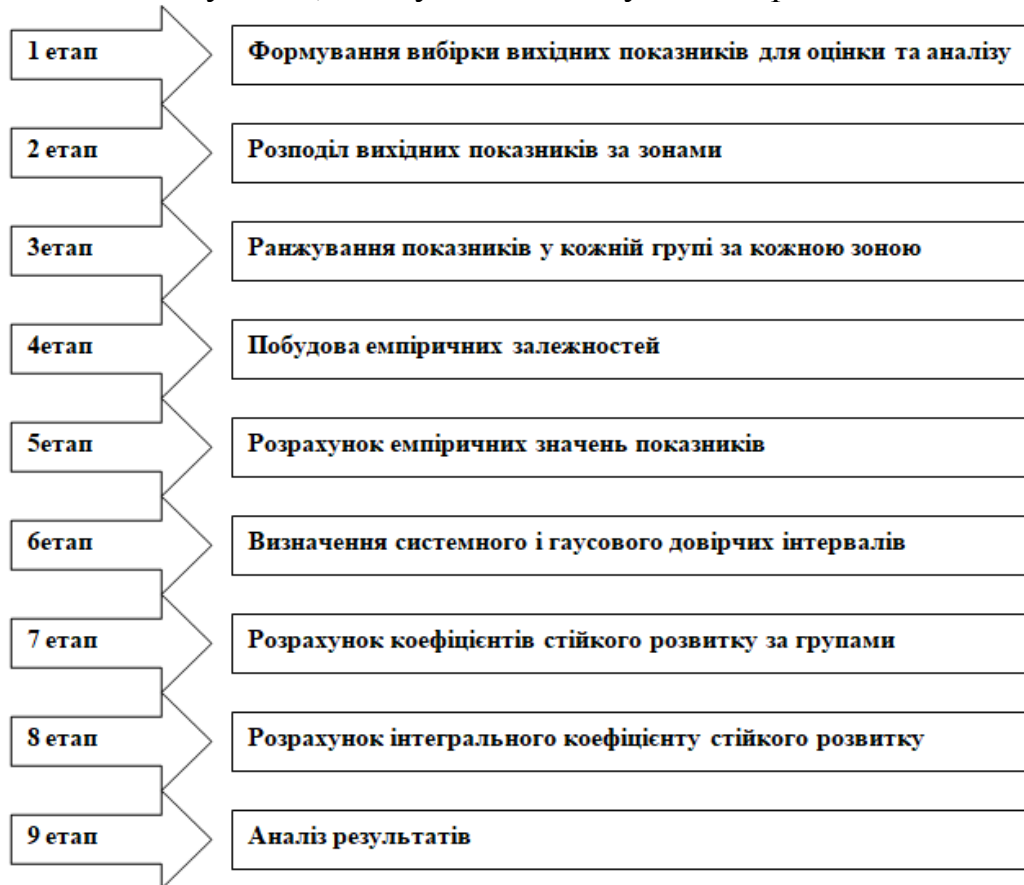 1 етап
Формування вибірки вихідних показників для оцінки та аналізу
2 етап
Розподіл вихідних показників за зонами
3етап
Ранжування показників у кожній групі за кожною зоною
4етап
Побудова емпіричних залежностей
5етап
Розрахунок емпіричних значень показників
6етап
Визначення системного і гаусового довірчих інтервалів
7 етап
Розрахунок коефіцієнтів стійкого розвитку за групами
8 етап
Розрахунок інтегрального коефіцієнту стійкого розвитку
9 етап
Аналіз результатів